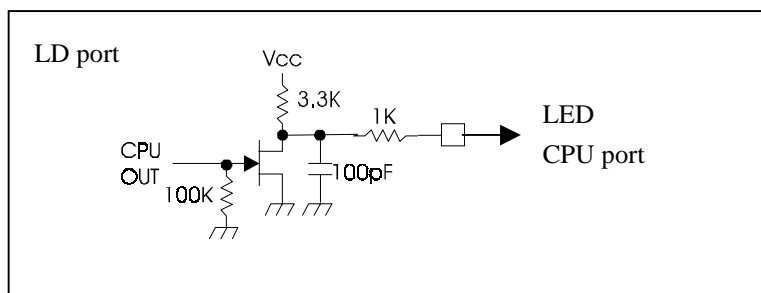 LD port
Vcc
3.3K
1K
LED
CPU port
CPU
OUT
100K
100pF